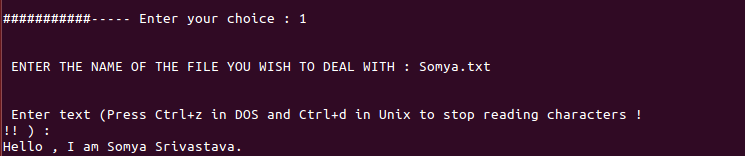 ###########----- Enter your choice : 1
ENTER THE NAME OF THE FILE YOU WISH TO DEAL WITH : Somya.txt
Enter text (Press Ctrl+z in DOS and Ctrl+d in Unix to stop reading characters !
!! ) :
Hello , I am Somya Srivastava.